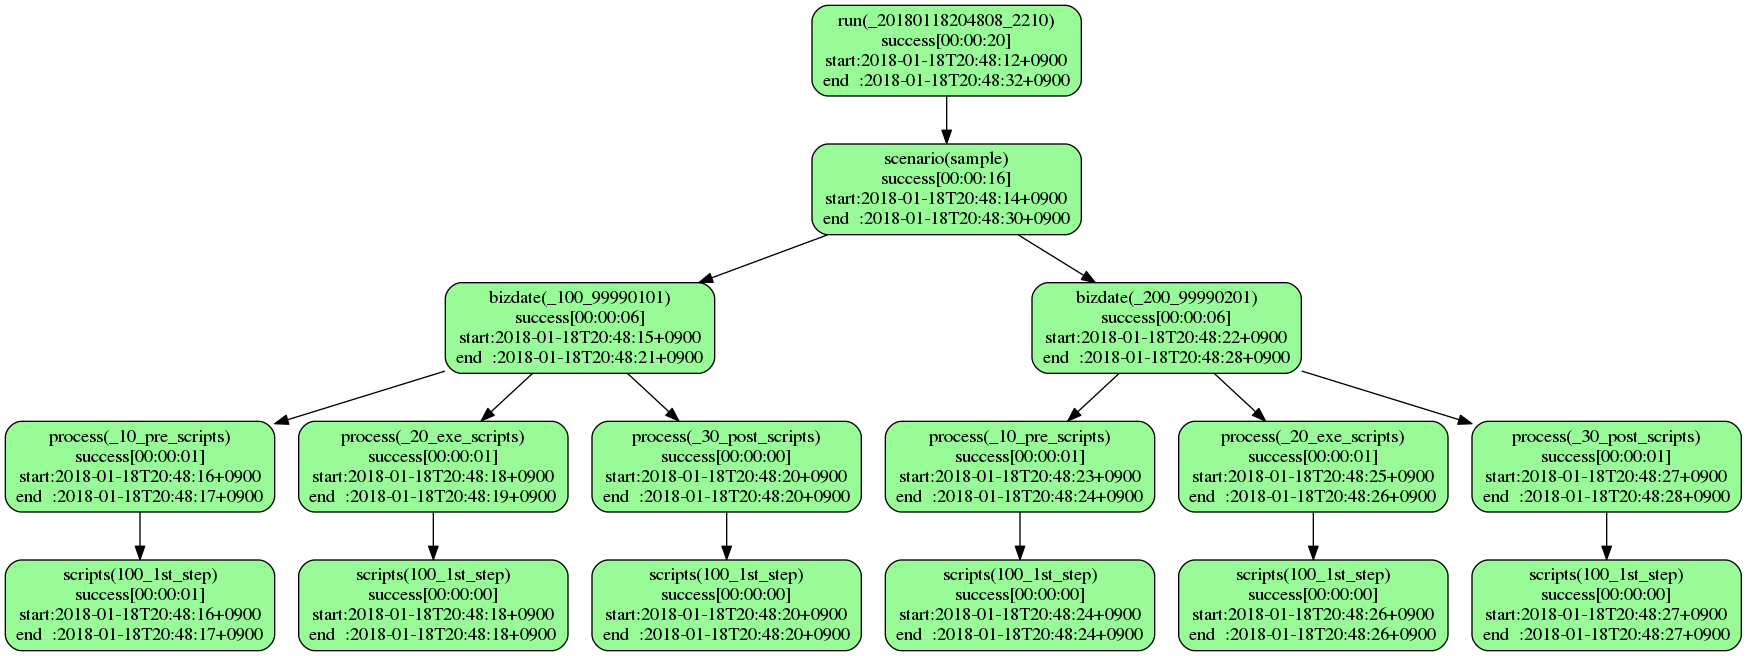 run(_20180118204808_2210)
success[00:00:20]
start:2018-01-18T20:48:12+0900
end  :2018-01-18T20:48:32+0900
scenario(sample)
success[00:00:16]
start:2018-01-18T20:48:14+0900
end  :2018-01-18T20:48:30+0900
bizdate(_100_99990101)
success[00:00:06]
start:2018-01-18T20:48:15+0900
end  :2018-01-18T20:48:21+0900
bizdate(_200_99990201)
success[00:00:06]
start:2018-01-18T20:48:22+0900
end  :2018-01-18T20:48:28+0900
process(_10_pre_scripts)
success[00:00:01]
start:2018-01-18T20:48:16+0900
end  :2018-01-18T20:48:17+0900
process(_20_exe_scripts)
success[00:00:01]
start:2018-01-18T20:48:18+0900
end  :2018-01-18T20:48:19+0900
process(_30_post_scripts)
success[00:00:00]
start:2018-01-18T20:48:20+0900
end  :2018-01-18T20:48:20+0900
process(_10_pre_scripts)
success[00:00:01]
start:2018-01-18T20:48:23+0900
end  :2018-01-18T20:48:24+0900
process(_20_exe_scripts)
success[00:00:01]
start:2018-01-18T20:48:25+0900
end  :2018-01-18T20:48:26+0900
process(_30_post_scripts)
success[00:00:01]
start:2018-01-18T20:48:27+0900
end  :2018-01-18T20:48:28+0900
scripts(100_1st_step)
success[00:00:01]
start:2018-01-18T20:48:16+0900
end  :2018-01-18T20:48:17+0900
scripts(100_1st_step)
success[00:00:00]
start:2018-01-18T20:48:18+0900
end  :2018-01-18T20:48:18+0900
scripts(100_1st_step)
success[00:00:00]
start:2018-01-18T20:48:20+0900
end  :2018-01-18T20:48:20+0900
scripts(100_1st_step)
success[00:00:00]
start:2018-01-18T20:48:24+0900
end  :2018-01-18T20:48:24+0900
scripts(100_1st_step)
success[00:00:00]
start:2018-01-18T20:48:26+0900
end  :2018-01-18T20:48:26+0900
scripts(100_1st_step)
success[00:00:00]
start:2018-01-18T20:48:27+0900
end  :2018-01-18T20:48:27+0900